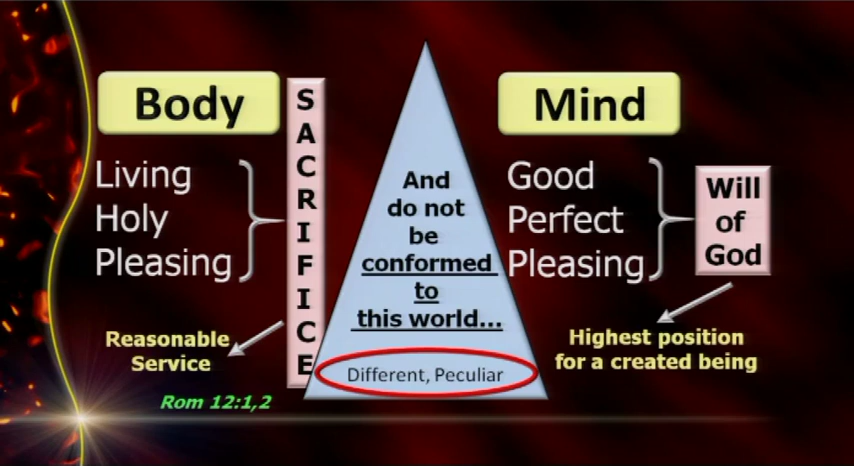 Body
Living
Holy
Pleasing
SACRIFICE
Reasonable
Service
Rom 12:1,2
And
do not
be
conformed
to
this world...
Different, Peculiar
Mind
Good
Perfect
Pleasing
Will
of
God
Highest position
for a created being